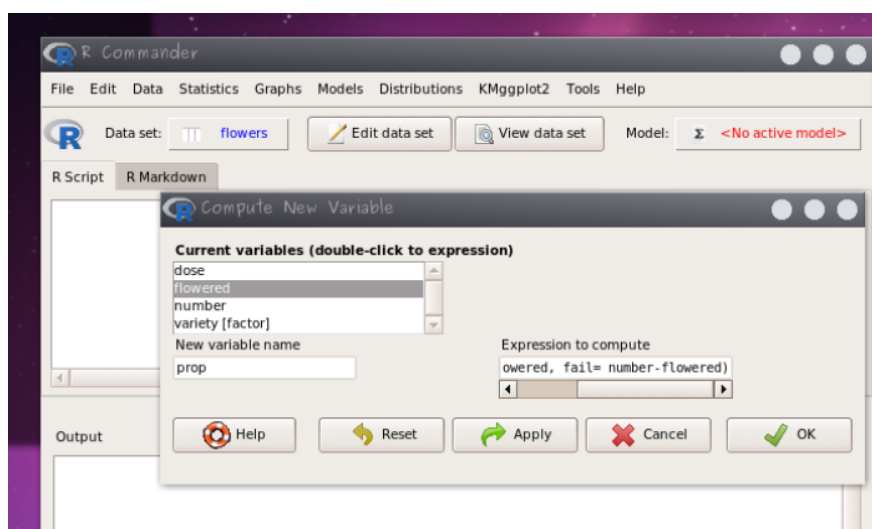 R Commander
File Edit Data Statistics Graphs Models Distributions KMggplot2 Tools Help
R Data set: flowers Edit data set View data set Model: Σ <No active model>
R Script R Markdown
Compute New Variable
Current variables (double-click to expression)
dose
flowered
number
variety [factor]
New variable name Expression to compute
prop owered, fail= number-flowered)
Help Reset Apply Cancel OK
Output